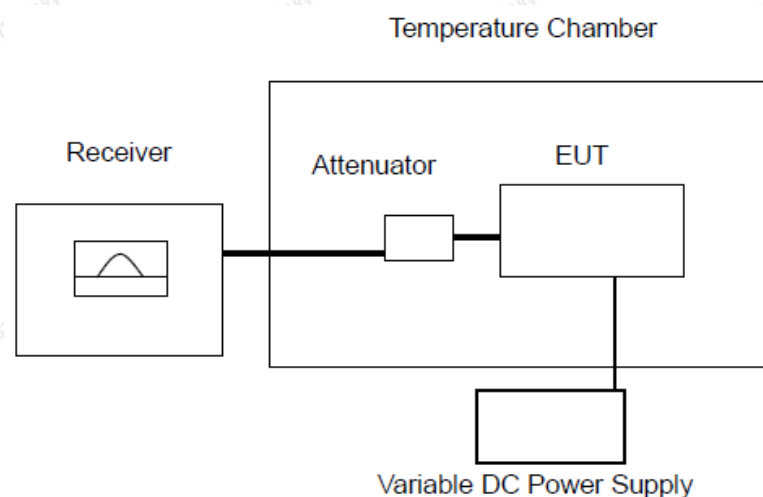 Temperature Chamber
Receiver
Attenuator
EUT
Variable DC Power Supply